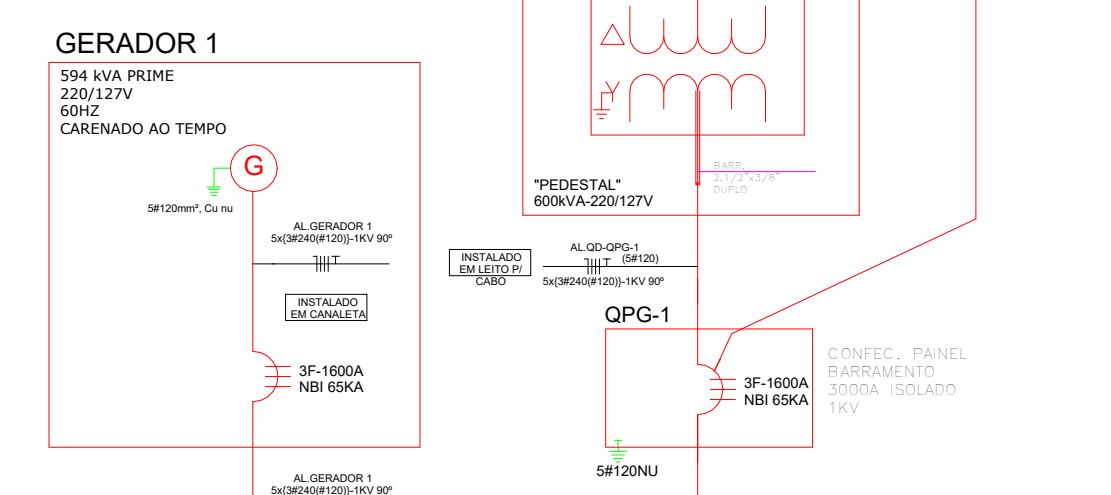 GERADOR 1
594 kVA PRIME
220/127V
60HZ
CARENADO AO TEMPO
G
5#120mm², Cu nu
AL.GERADOR 1
5x{3#240(#120)}-1KV 90º
INSTALADO
EM CANALETA
3F-1600A
NBI 65KA
AL.GERADOR 1
5x{3#240(#120)}-1KV 90º
BARR.
2.1/2"x3/8"
DUPLO
"PEDESTAL"
600kVA-220/127V
INSTALADO
EM LEITO P/
CABO
AL.QD-QPG-1
(5#120)
5x{3#240(#120)}-1KV 90º
QPG-1
3F-1600A
NBI 65KA
5#120NU
CONFEC. PAINEL
BARRAMENTO
3000A ISOLADO
1KV